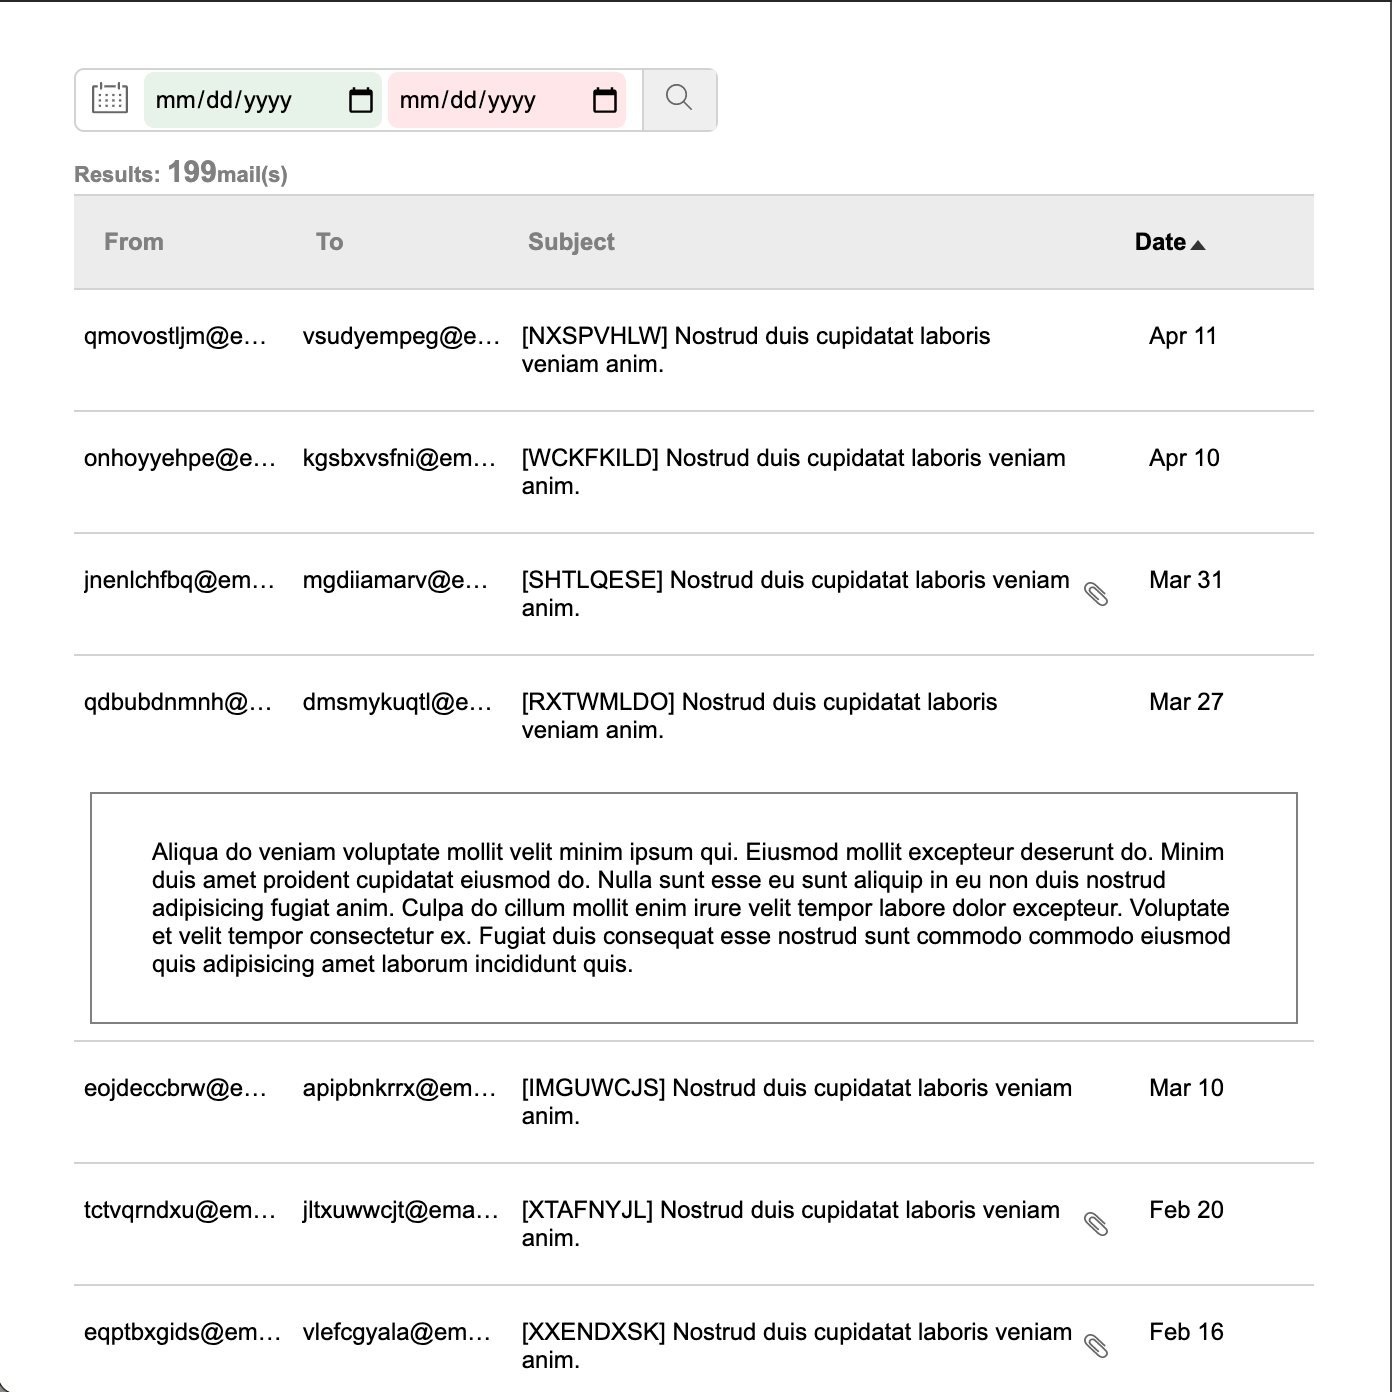 mm/dd/yyyy mm/dd/yyyy
Results: 199mail(s)
From To Subject Date
qmovostljm@e... vsudyempeg@e... [NXSPVHLW] Nostrud duis cupidatat laboris Apr 11
veniam anim.
onhoyyehpe@e... kgsbxvsfni@em... [WCKFKILD] Nostrud duis cupidatat laboris veniam Apr 10
anim.
jnenlchfbq@em... mgdiiamarv@e... [SHTLQESE] Nostrud duis cupidatat laboris veniam Mar 31
anim.
qdbubdnmnh@... dmsmykuqtl@e... [RXTWMLDO] Nostrud duis cupidatat laboris Mar 27
veniam anim.
Aliqua do veniam voluptate mollit velit minim ipsum qui. Eiusmod mollit excepteur deserunt do. Minim
duis amet proident cupidatat eiusmod do. Nulla sunt esse eu sunt aliquip in eu non duis nostrud
adipisicing fugiat anim. Culpa do cillum mollit enim irure velit tempor labore dolor excepteur. Voluptate
et velit tempor consectetur ex. Fugiat duis consequat esse nostrud sunt commodo commodo eiusmod
quis adipisicing amet laborum incididunt quis.
eojdeccbrw@e... apipbnkrrx@em... [IMGUWCJS] Nostrud duis cupidatat laboris veniam Mar 10
anim.
tctvqrndxu@em... jltxuwwcjt@ema... [XTAFNYJL] Nostrud duis cupidatat laboris veniam Feb 20
anim.
eqptbxgids@em... vlefcgyala@em... [XXENDXSK] Nostrud duis cupidatat laboris veniam Feb 16
anim.